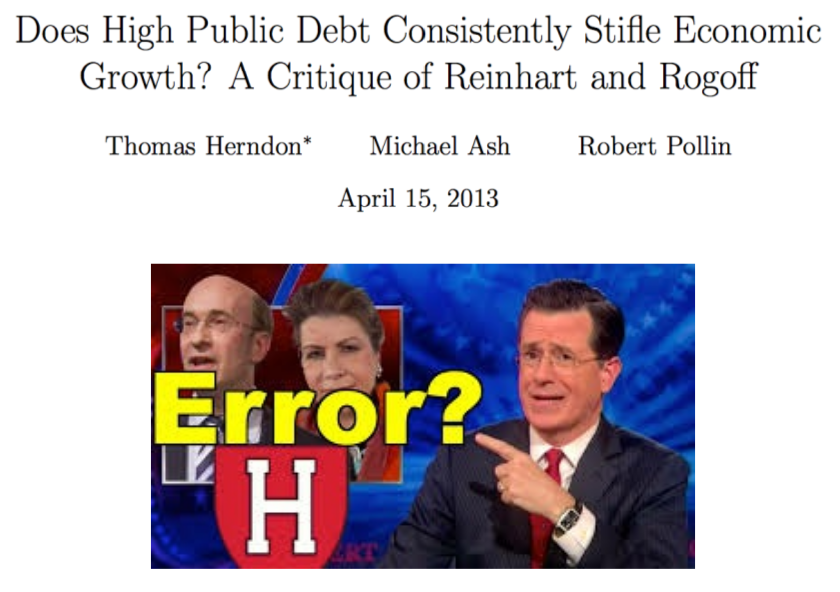 Does High Public Debt Consistently Stifle Economic
Growth? A Critique of Reinhart and Rogoff
Thomas Herndon* Michael Ash Robert Pollin
April 15, 2013
Error?
H
ERT